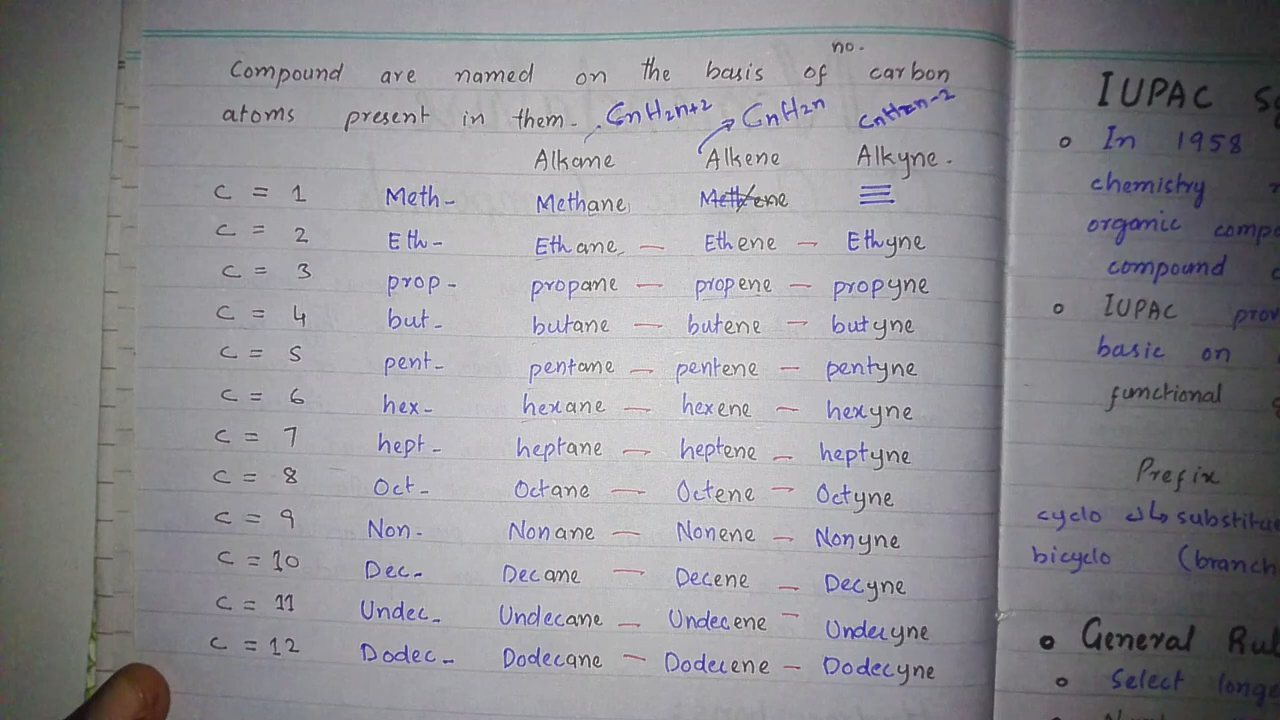 no.
Compound are named on the basis of carbon
atoms present in them. CnH2n+2 CnH2n CnH2n-2
Alkane Alkene Alkyne.
C = 1 Meth- Methane Methene
C = 2 Eth- Ethane — Ethene — Ethyne
C = 3 prop- propane — propene — propyne
C = 4 but- butane — butene — butyne
C = 5 pent- pentane — pentene — pentyne
C = 6 hex- hexane — hexene — hexyne
C = 7 hept- heptane — heptene — heptyne
C = 8 Oct- Octane — Octene — Octyne
C = 9 Non- Nonane — Nonene — Nonyne
C = 10 Dec- Decane — Decene — Decyne
C = 11 Undec- Undecane — Undecene — Undecyne
C = 12 Dodec- Dodecane — Dodecene — Dodecyne
IUPAC
o In 1958
chemistry
organic
compound
o IUPAC
basic on
functional
Prefix
cyclo
bicyclo
• General
o Select